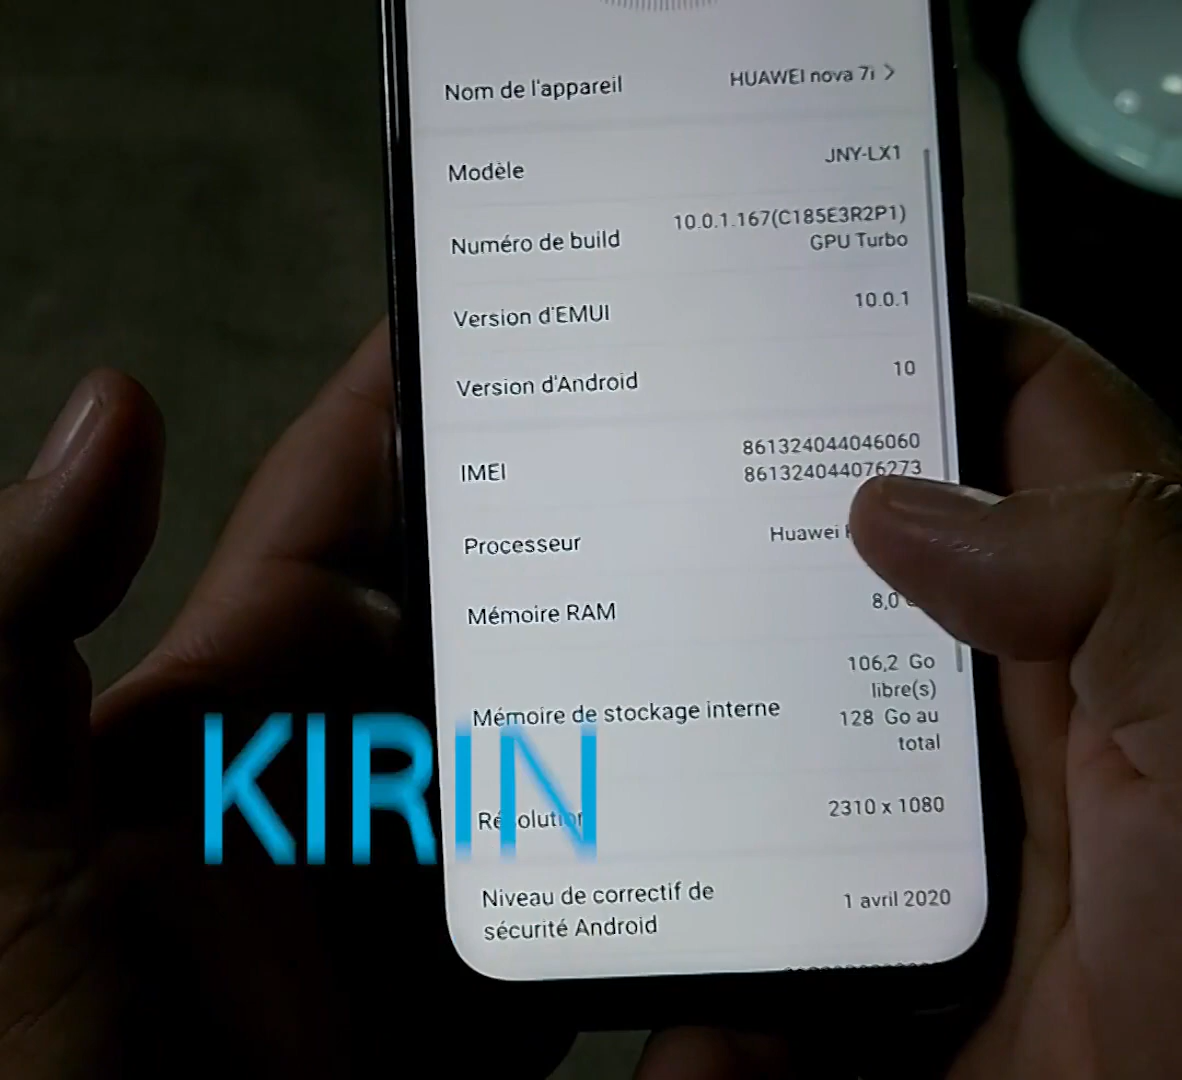 Nom de l'appareil HUAWEI nova 7i
Modèle JNY-LX1
Numéro de build 10.0.1.167(C185E3R2P1)
GPU Turbo
Version d'EMUI 10.0.1
Version d'Android 10
IMEI 861324044046060
861324044076273
Processeur Huawei
Mémoire RAM 8,0
Mémoire de stockage interne 106,2 Go
libre(s)
128 Go au
total
KIRIN
Résolution 2310 x 1080
Niveau de correctif de
sécurité Android 1 avril 2020